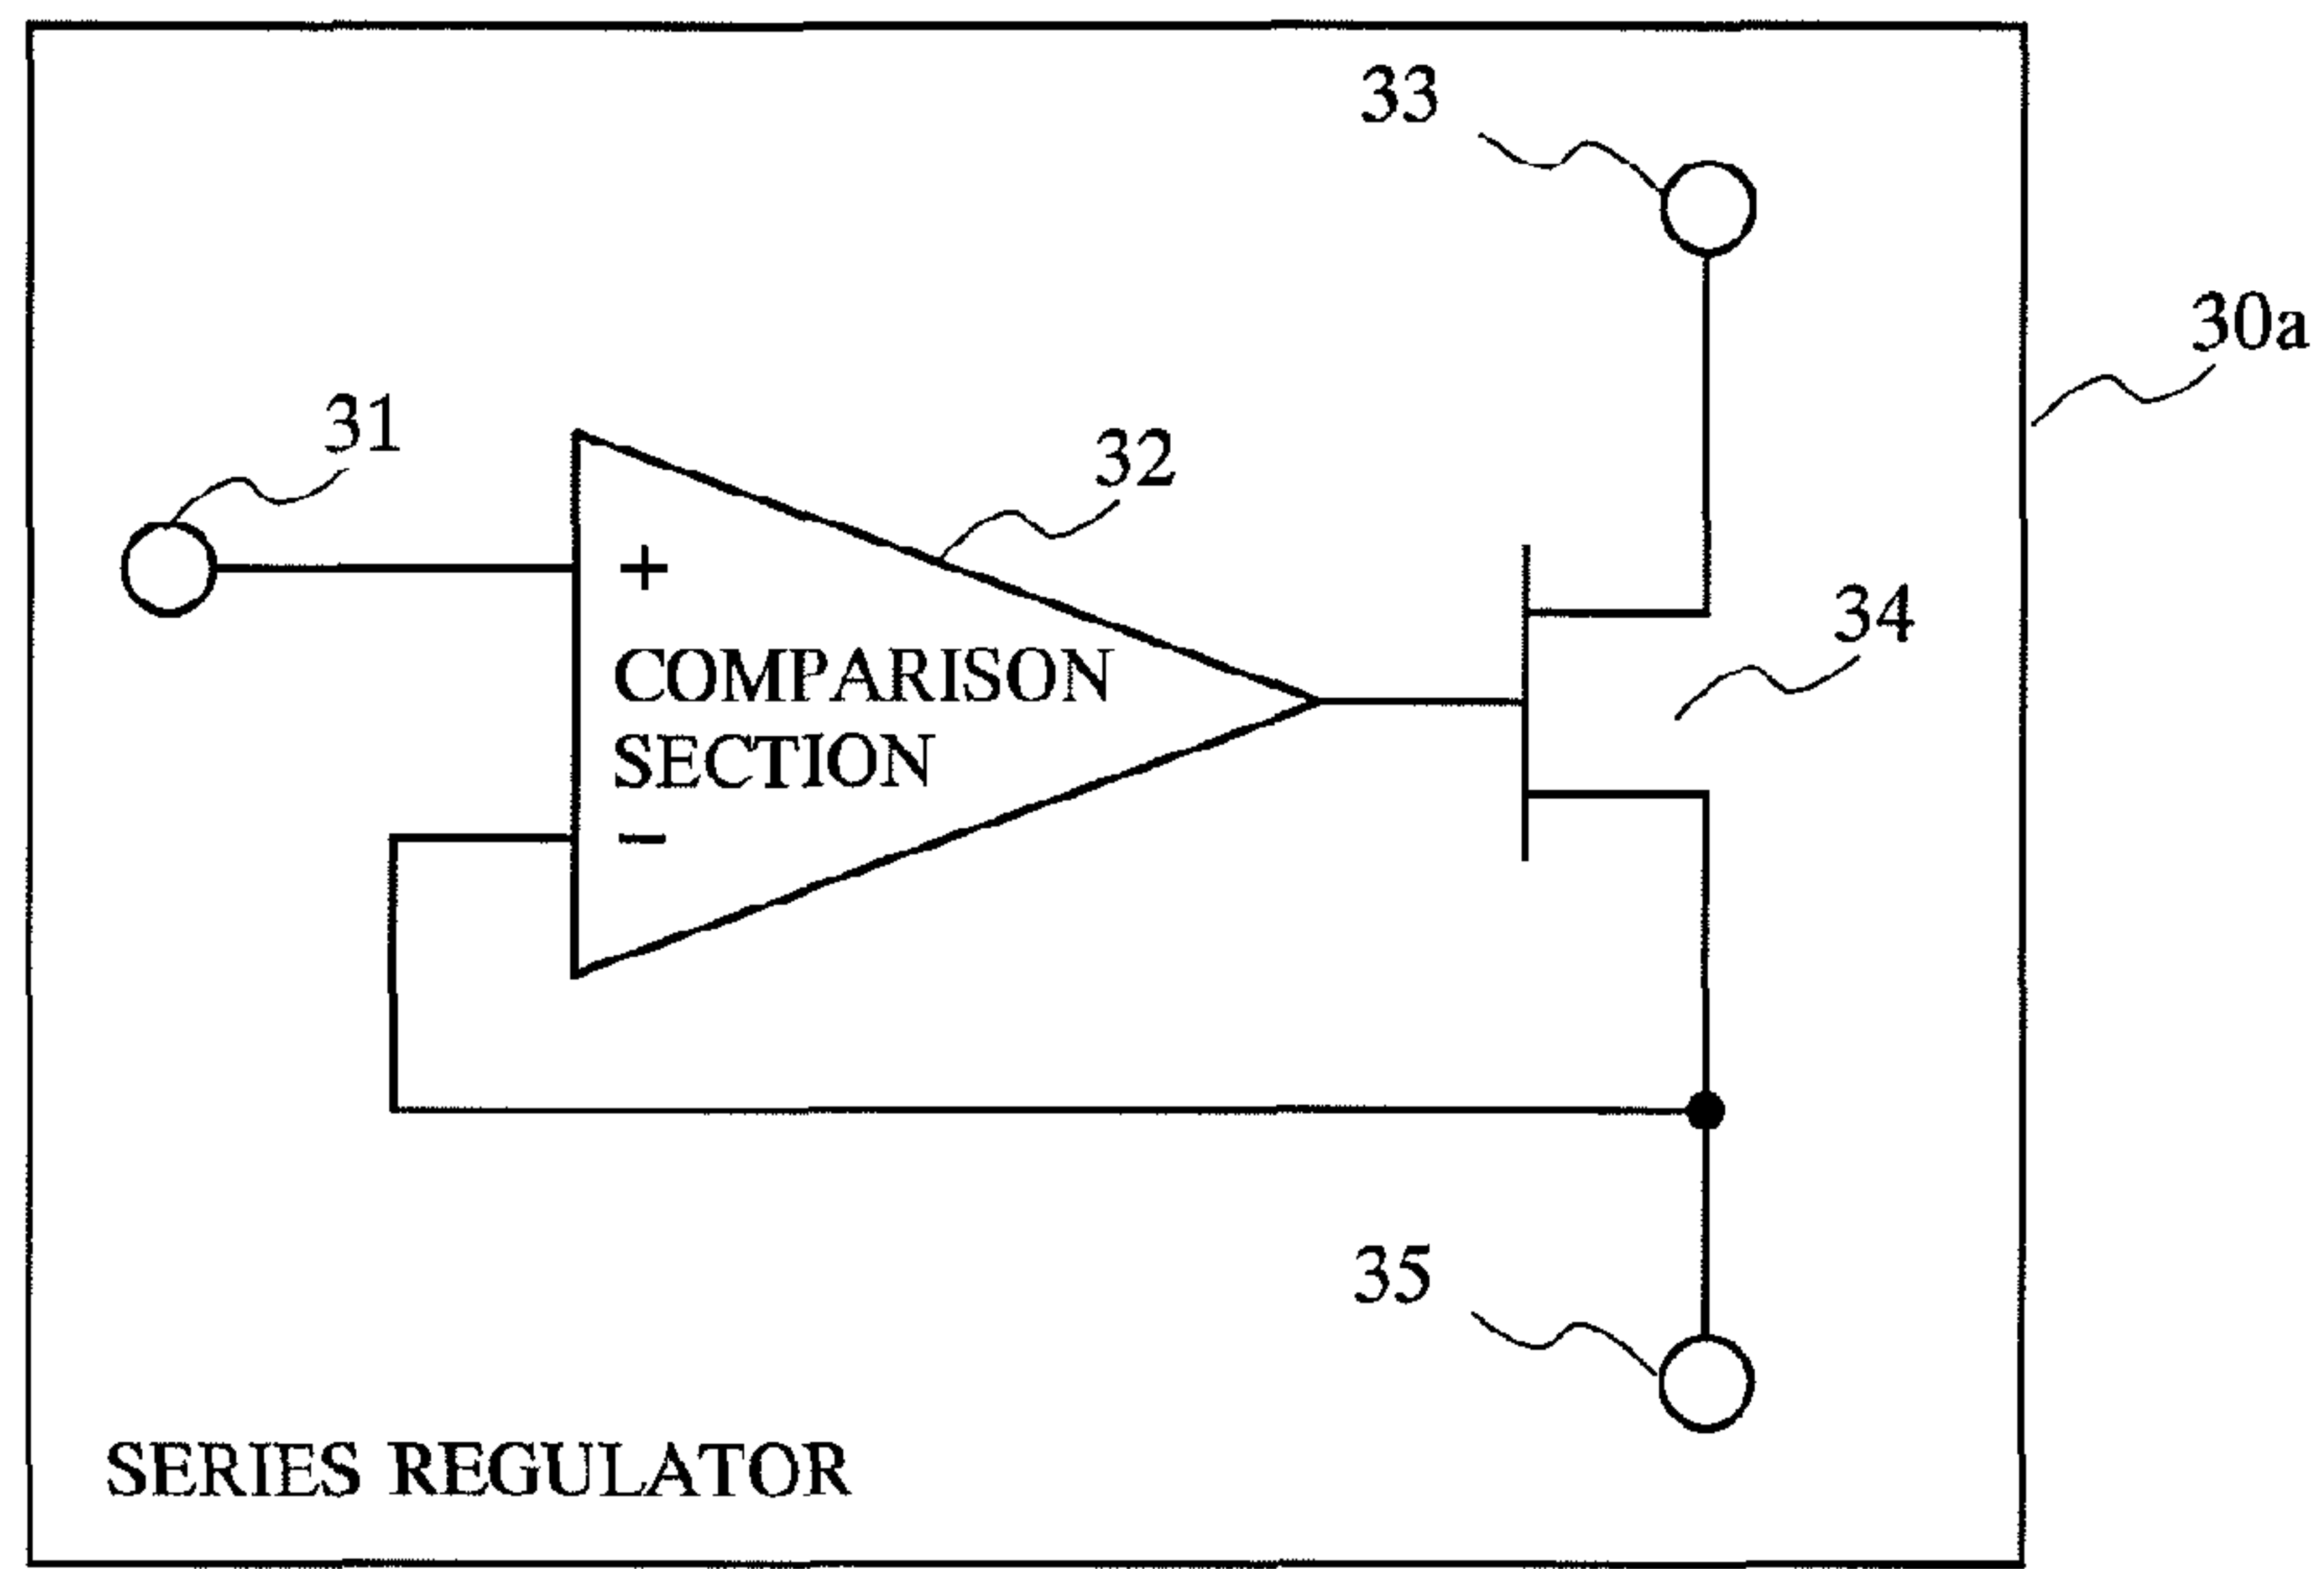 33
30a
31
32
+
34
COMPARISON
SECTION
−
35
SERIES REGULATOR